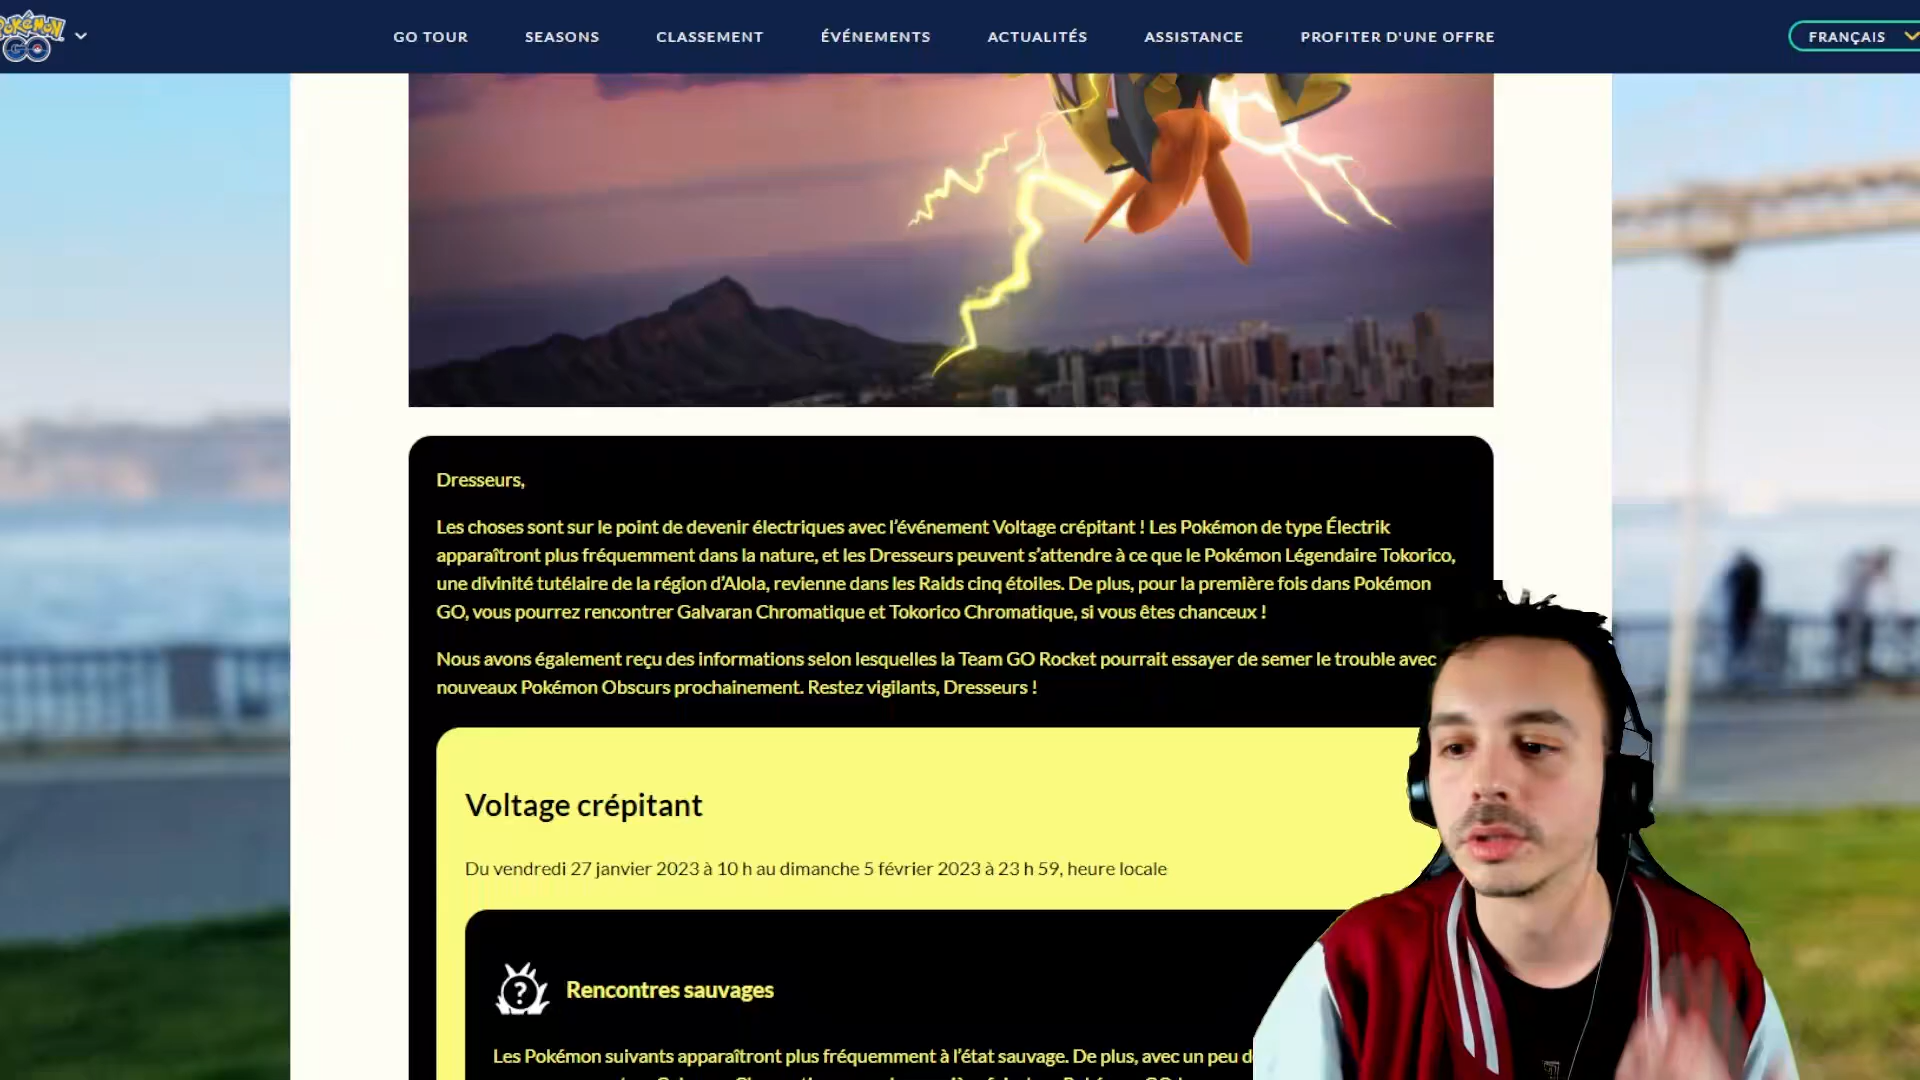 POKÉMON
GO
GO TOUR
SEASONS
CLASSEMENT
ÉVÉNEMENTS
ACTUALITÉS
ASSISTANCE
PROFITER D'UNE OFFRE
FRANÇAIS
Dresseurs,
Les choses sont sur le point de devenir électriques avec l’événement Voltage crépitant ! Les Pokémon de type Électrik
apparaîtront plus fréquemment dans la nature, et les Dresseurs peuvent s’attendre à ce que le Pokémon Légendaire Tokorico,
une divinité tutélaire de la région d’Alola, revienne dans les Raids cinq étoiles. De plus, pour la première fois dans Pokémon
GO, vous pourrez rencontrer Galvaran Chromatique et Tokorico Chromatique, si vous êtes chanceux !
Nous avons également reçu des informations selon lesquelles la Team GO Rocket pourrait essayer de semer le trouble avec
nouveaux Pokémon Obscurs prochainement. Restez vigilants, Dresseurs !
Voltage crépitant
Du vendredi 27 janvier 2023 à 10 h au dimanche 5 février 2023 à 23 h 59, heure locale
?
Rencontres sauvages
Les Pokémon suivants apparaîtront plus fréquemment à l’état sauvage. De plus, avec un peu d